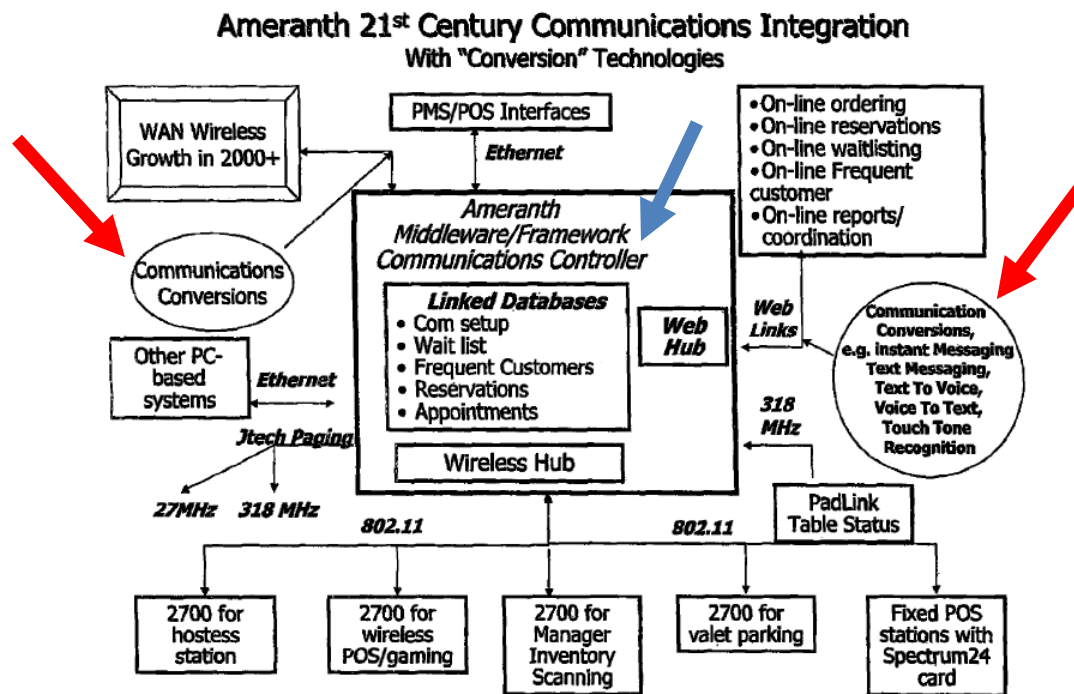 Ameranth 21st Century Communications Integration
With "Conversion" Technologies
WAN Wireless
Growth in 2000+
PMS/POS Interfaces
Ethernet
•On-line ordering
•On-line reservations
•On-line waitlisting
•On-line Frequent
customer
•On-line reports/
coordination
Ameranth
Middleware/Framework
Communications Controller
Communications
Conversions
Linked Databases
• Com setup
• Wait list
• Frequent Customers
• Reservations
• Appointments
Web
Hub
Web
Links
Communication
Conversions,
e.g. instant Messaging
Text Messaging,
Text To Voice,
Voice To Text,
Touch Tone
Recognition
Other PC-
based
systems
Ethernet
Jtech Paging
27MHz
318 MHz
Wireless Hub
318
MHz
PadLink
Table Status
802.11
802.11
2700 for
hostess
station
2700 for
wireless
POS/gaming
2700 for
Manager
Inventory
Scanning
2700 for
valet parking
Fixed POS
stations with
Spectrum24
card